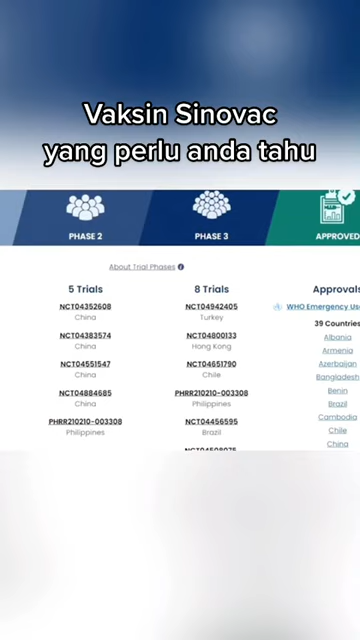 Vaksin Sinovac
yang perlu anda tahu
PHASE 2
PHASE 3
APPROVED
About Trial Phases
5 Trials
NCT04352608
China
NCT04383574
China
NCT04551547
China
NCT04884685
China
PHRR210210-003308
Philippines
8 Trials
NCT04942405
Turkey
NCT04800133
Hong Kong
NCT04651790
Chile
PHRR210210-003308
Philippines
NCT04456595
Brazil
NCT04508075
Approvals
WHO Emergency Us
39 Countries
Albania
Armenia
Azerbaijan
Bangladesh
Benin
Brazil
Cambodia
Chile
China